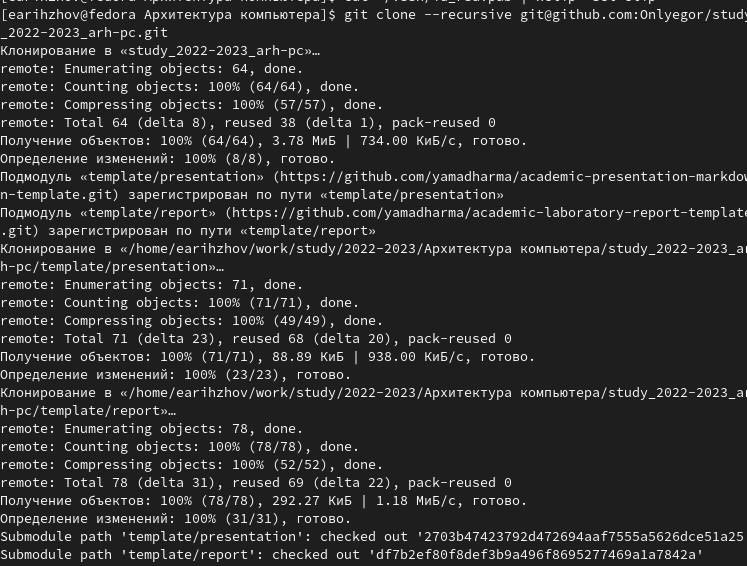 [earihzhov@fedora Архитектура компьютера]$ git clone --recursive git@github.com:Onlyegor/study
_2022-2023_arh-pc.git
Клонирование в «study_2022-2023_arh-pc»…
remote: Enumerating objects: 64, done.
remote: Counting objects: 100% (64/64), done.
remote: Compressing objects: 100% (57/57), done.
remote: Total 64 (delta 8), reused 38 (delta 1), pack-reused 0
Получение объектов: 100% (64/64), 3.78 МиБ | 734.00 КиБ/с, готово.
Определение изменений: 100% (8/8), готово.
Подмодуль «template/presentation» (https://github.com/yamadharma/academic-presentation-markdow
n-template.git) зарегистрирован по пути «template/presentation»
Подмодуль «template/report» (https://github.com/yamadharma/academic-laboratory-report-template
.git) зарегистрирован по пути «template/report»
Клонирование в «/home/earihzhov/work/study/2022-2023/Архитектура компьютера/study_2022-2023_ar
h-pc/template/presentation»…
remote: Enumerating objects: 71, done.
remote: Counting objects: 100% (71/71), done.
remote: Compressing objects: 100% (49/49), done.
remote: Total 71 (delta 23), reused 68 (delta 20), pack-reused 0
Получение объектов: 100% (71/71), 88.89 КиБ | 938.00 КиБ/с, готово.
Определение изменений: 100% (23/23), готово.
Клонирование в «/home/earihzhov/work/study/2022-2023/Архитектура компьютера/study_2022-2023_ar
h-pc/template/report»…
remote: Enumerating objects: 78, done.
remote: Counting objects: 100% (78/78), done.
remote: Compressing objects: 100% (52/52), done.
remote: Total 78 (delta 31), reused 69 (delta 22), pack-reused 0
Получение объектов: 100% (78/78), 292.27 КиБ | 1.18 МиБ/с, готово.
Определение изменений: 100% (31/31), готово.
Submodule path 'template/presentation': checked out '2703b47423792d472694aaf7555a5626dce51a25
Submodule path 'template/report': checked out 'df7b2ef80f8def3b9a496f8695277469a1a7842a'